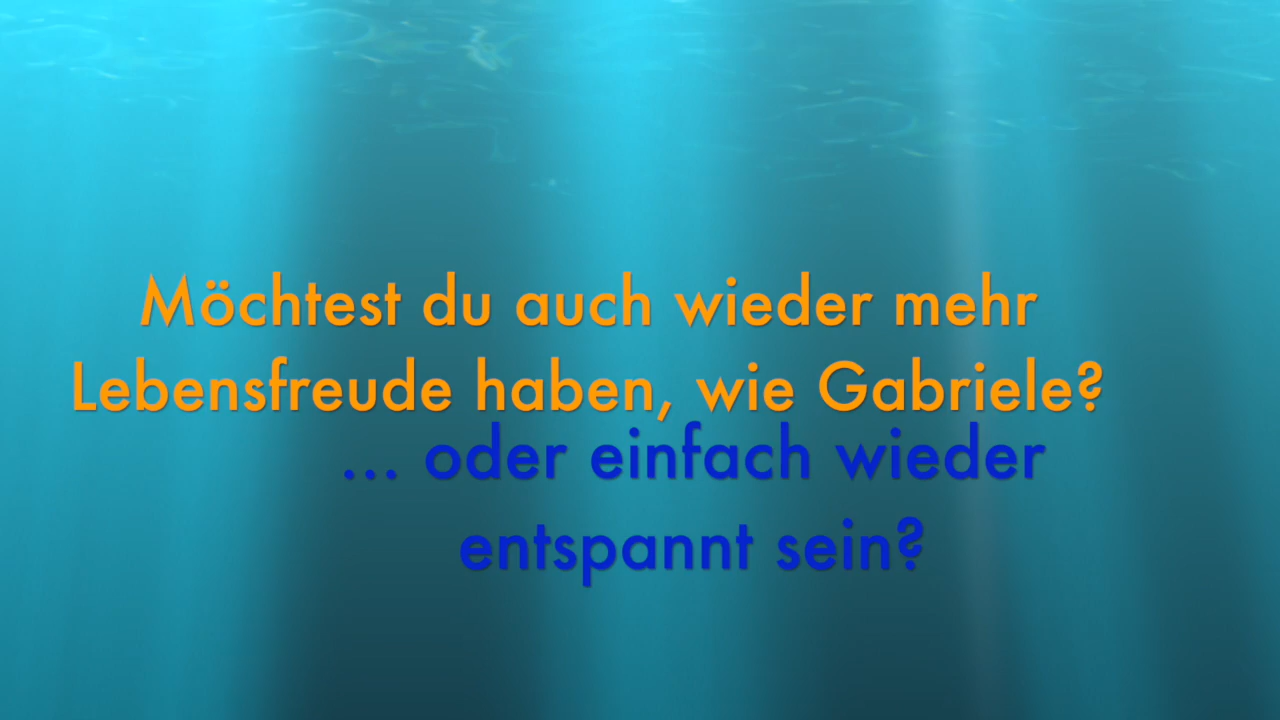 Möchtest du auch wieder mehr
Lebensfreude haben, wie Gabriele?
... oder einfach wieder
entspannt sein?